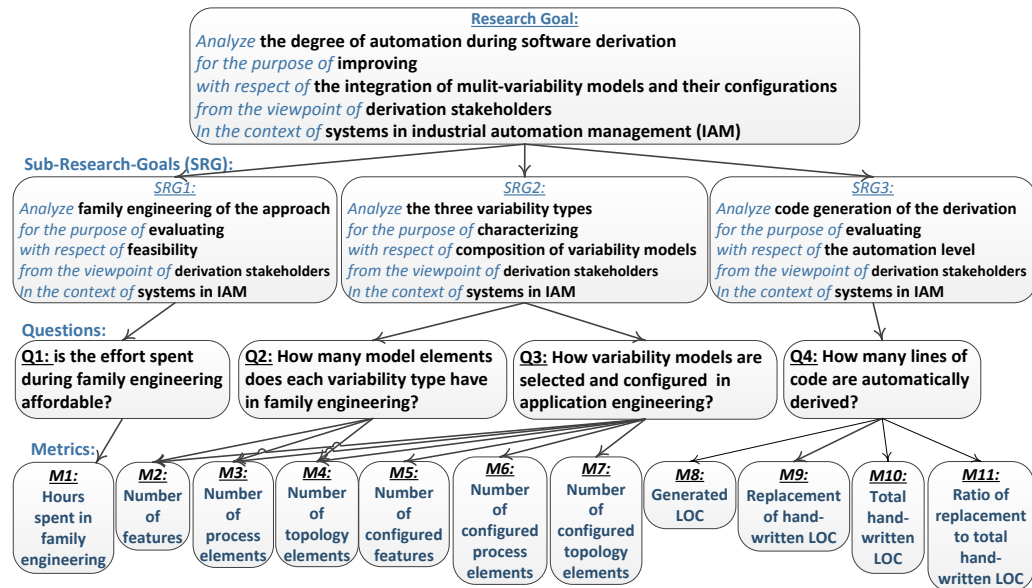 Research Goal:
Analyze the degree of automation during software derivation
for the purpose of improving
with respect of the integration of mulit-variability models and their configurations
from the viewpoint of derivation stakeholders
In the context of systems in industrial automation management (IAM)
Sub-Research-Goals (SRG):
SRG1:
Analyze family engineering of the approach
for the purpose of evaluating
with respect of feasibility
from the viewpoint of derivation stakeholders
In the context of systems in IAM
SRG2:
Analyze the three variability types
for the purpose of characterizing
with respect of composition of variability models
from the viewpoint of derivation stakeholders
In the context of systems in IAM
SRG3:
Analyze code generation of the derivation
for the purpose of evaluating
with respect of the automation level
from the viewpoint of derivation stakeholders
In the context of systems in IAM
Questions:
Q1: is the effort spent
during family engineering
affordable?
Q2: How many model elements
does each variability type have
in family engineering?
Q3: How variability models are
selected and configured in
application engineering?
Q4: How many lines of
code are automatically
derived?
Metrics:
M1:
Hours
spent in
family
engineering
M2:
Number
of
features
M3:
Number
of
process
elements
M4:
Number of
topology
elements
M5:
Number of
configured
features
M6:
Number of
configured
process
elements
M7:
Number of
configured
topology
elements
M8:
Generated
LOC
M9:
Replacement
of hand-
written LOC
M10:
Total
hand-
written
LOC
M11:
Ratio of
replacement
to total
hand-
written LOC